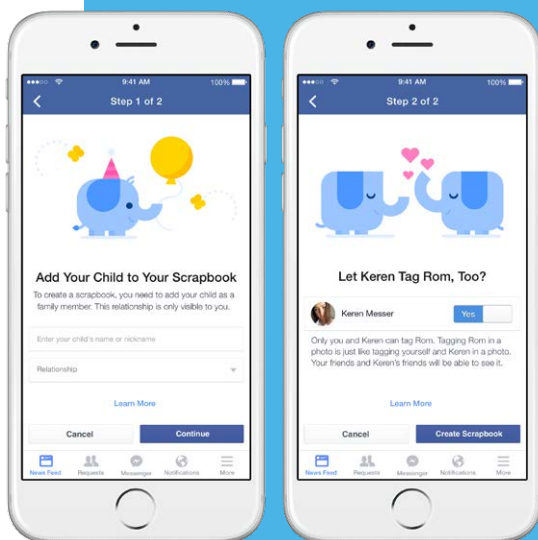 9:41 AM
100%
Step 1 of 2
Add Your Child to Your Scrapbook
To create a scrapbook, you need to add your child as a
family member. This relationship is only visible to you.
Enter your child's name or nickname
Relationship
Learn More
Cancel
Continue
News Feed
Requests
Messenger
Notifications
More
9:41 AM
100%
Step 2 of 2
Let Keren Tag Rom, Too?
Keren Messer
Yes
Only you and Keren can tag Rom. Tagging Rom in a
photo is just like tagging yourself and Keren in a photo.
Your friends and Keren's friends will be able to see it.
Learn More
Cancel
Create Scrapbook
News Feed
Requests
Messenger
Notifications
More